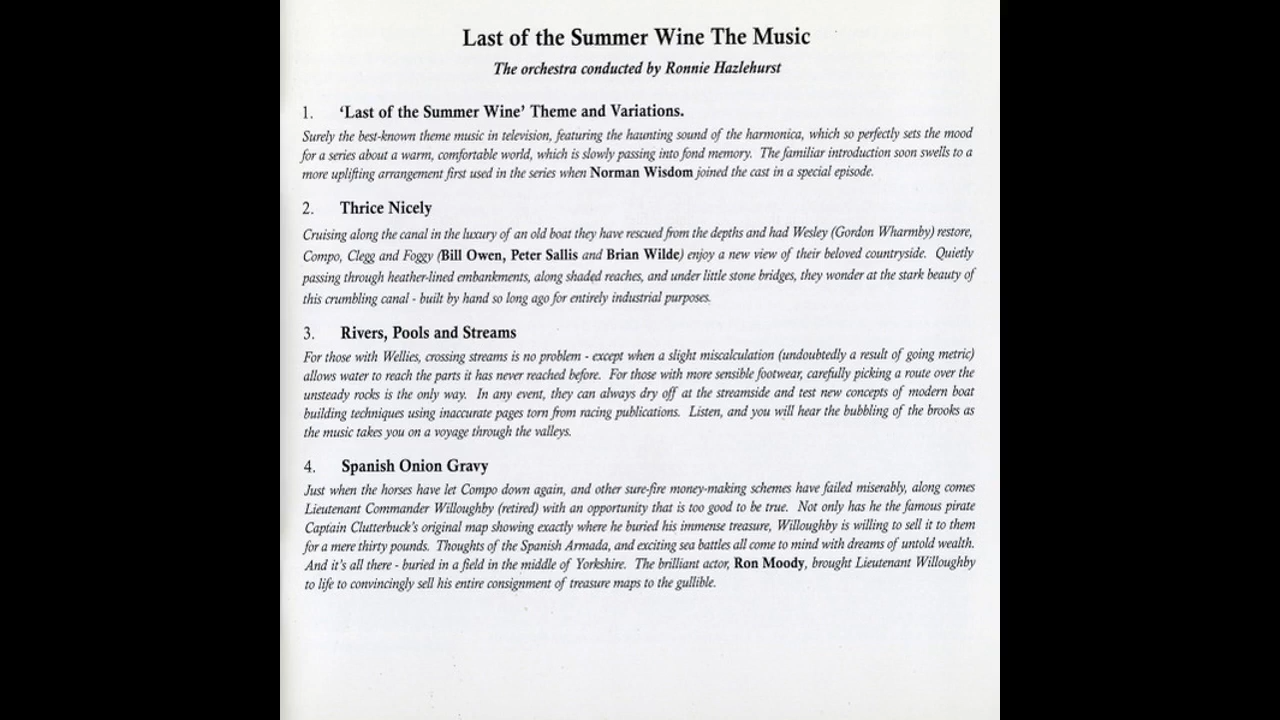 Last of the Summer Wine The Music
The orchestra conducted by Ronnie Hazlehurst
1. ‘Last of the Summer Wine’ Theme and Variations.
Surely the best-known theme music in television, featuring the haunting sound of the harmonica, which so perfectly sets the mood
for a series about a warm, comfortable world, which is slowly passing into fond memory. The familiar introduction soon swells to a
more uplifting arrangement first used in the series when Norman Wisdom joined the cast in a special episode.
2. Thrice Nicely
Cruising along the canal in the luxury of an old boat they have rescued from the depths and had Wesley (Gordon Wharmby) restore,
Compo, Clegg and Foggy (Bill Owen, Peter Sallis and Brian Wilde) enjoy a new view of their beloved countryside. Quietly
passing through heather-lined embankments, along shaded reaches, and under little stone bridges, they wonder at the stark beauty of
this crumbling canal - built by hand so long ago for entirely industrial purposes.
3. Rivers, Pools and Streams
For those with Wellies, crossing streams is no problem - except when a slight miscalculation (undoubtedly a result of going metric)
allows water to reach the parts it has never reached before. For those with more sensible footwear, carefully picking a route over the
unsteady rocks is the only way. In any event, they can always dry off at the streamside and test new concepts of modern boat
building techniques using inaccurate pages torn from racing publications. Listen, and you will hear the bubbling of the brooks as
the music takes you on a voyage through the valleys.
4. Spanish Onion Gravy
Just when the horses have let Compo down again, and other sure-fire money-making schemes have failed miserably, along comes
Lieutenant Commander Willoughby (retired) with an opportunity that is too good to be true. Not only has he the famous pirate
Captain Clutterbuck's original map showing exactly where he buried his immense treasure, Willoughby is willing to sell it to them
for a mere thirty pounds. Thoughts of the Spanish Armada, and exciting sea battles all come to mind with dreams of untold wealth.
And it's all there - buried in a field in the middle of Yorkshire. The brilliant actor, Ron Moody, brought Lieutenant Willoughby
to life to convincingly sell his entire consignment of treasure maps to the gullible.